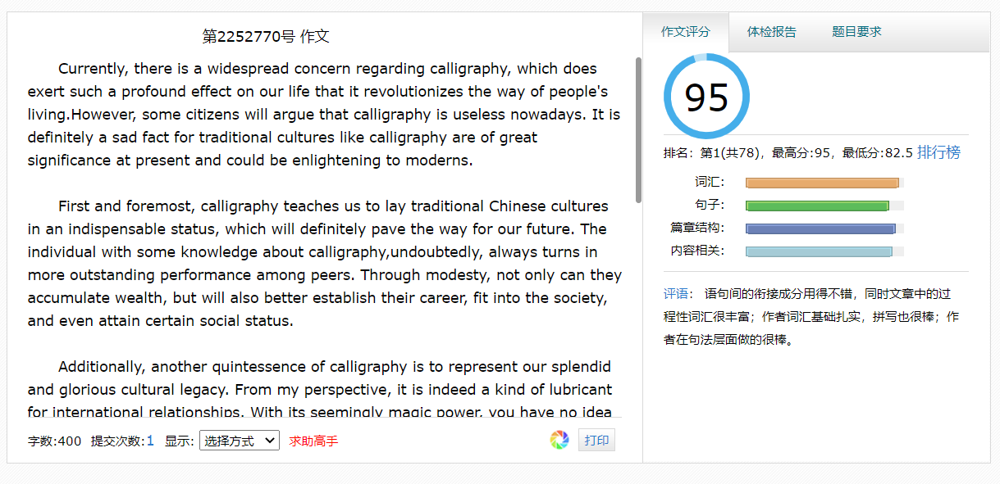 第2252770号 作文
Currently, there is a widespread concern regarding calligraphy, which does
exert such a profound effect on our life that it revolutionizes the way of people's
living.However, some citizens will argue that calligraphy is useless nowadays. It is
definitely a sad fact for traditional cultures like calligraphy are of great
significance at present and could be enlightening to moderns.
First and foremost, calligraphy teaches us to lay traditional Chinese cultures
in an indispensable status, which will definitely pave the way for our future. The
individual with some knowledge about calligraphy,undoubtedly, always turns in
more outstanding performance among peers. Through modesty, not only can they
accumulate wealth, but will also better establish their career, fit into the society,
and even attain certain social status.
Additionally, another quintessence of calligraphy is to represent our splendid
and glorious cultural legacy. From my perspective, it is indeed a kind of lubricant
for international relationships. With its seemingly magic power, you have no idea
字数:400 提交次数:1 显示: 选择方式 求助高手
打印
作文评分 体检报告 题目要求
95
排名：第1(共78)，最高分:95，最低分:82.5 排行榜
词汇：
句子：
篇章结构：
内容相关：
评语： 语句间的衔接成分用得不错，同时文章中的过
程性词汇很丰富；作者词汇基础扎实，拼写也很棒；作
者在句法层面做的很棒。